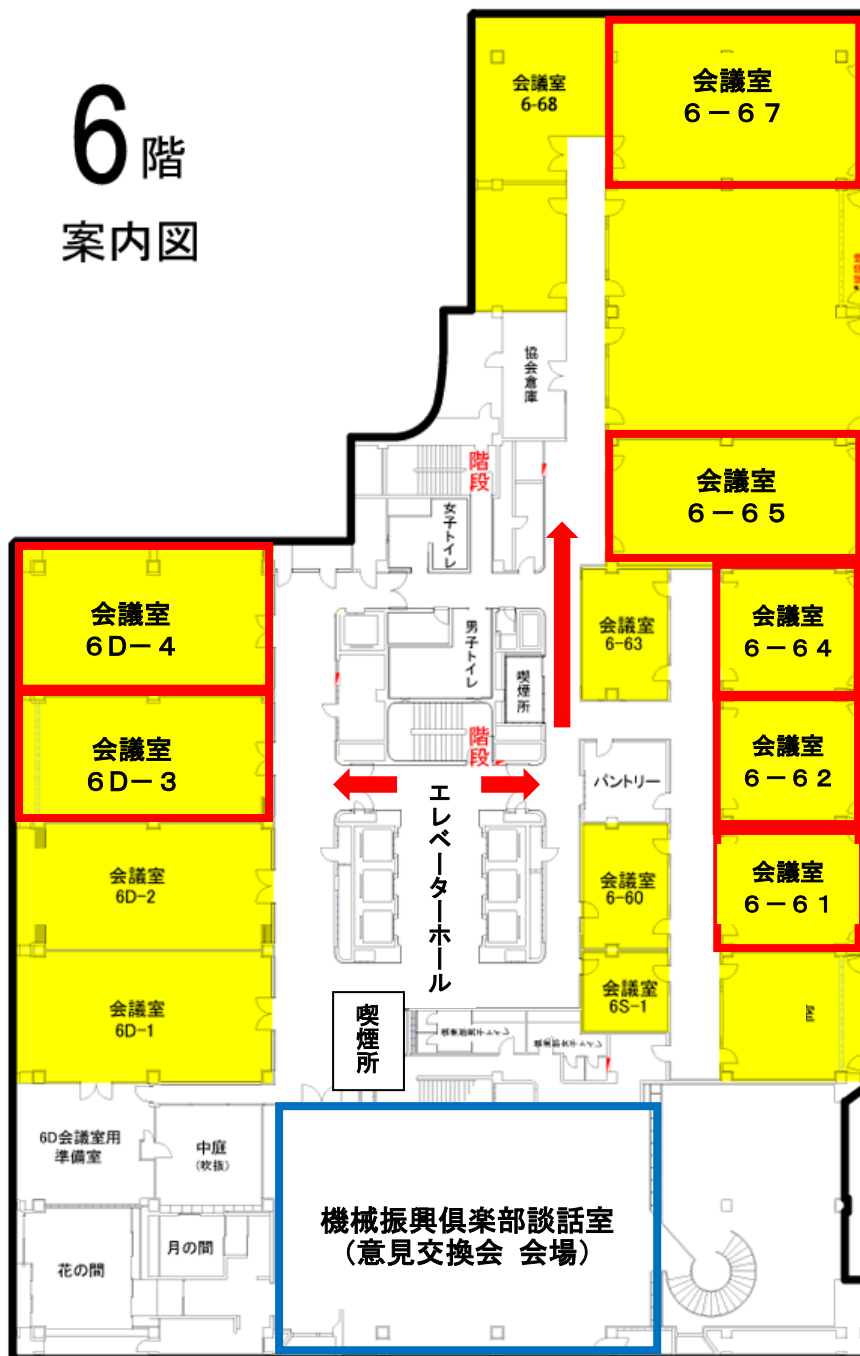 6階
案内図
会議室
6-68
会議室
6-67
協会倉庫
階段
女子トイレ
会議室
6-65
会議室
6D-4
男子トイレ
喫煙所
会議室
6-63
会議室
6-64
会議室
6D-3
階段
エレベーターホール
パントリー
会議室
6-62
会議室
6D-2
会議室
6-60
会議室
6-61
会議室
6D-1
喫煙所
会議室
6S-1
6D会議室用
準備室
中庭
(吹抜)
花の間
月の間
機械振興倶楽部談話室
(意見交換会 会場)